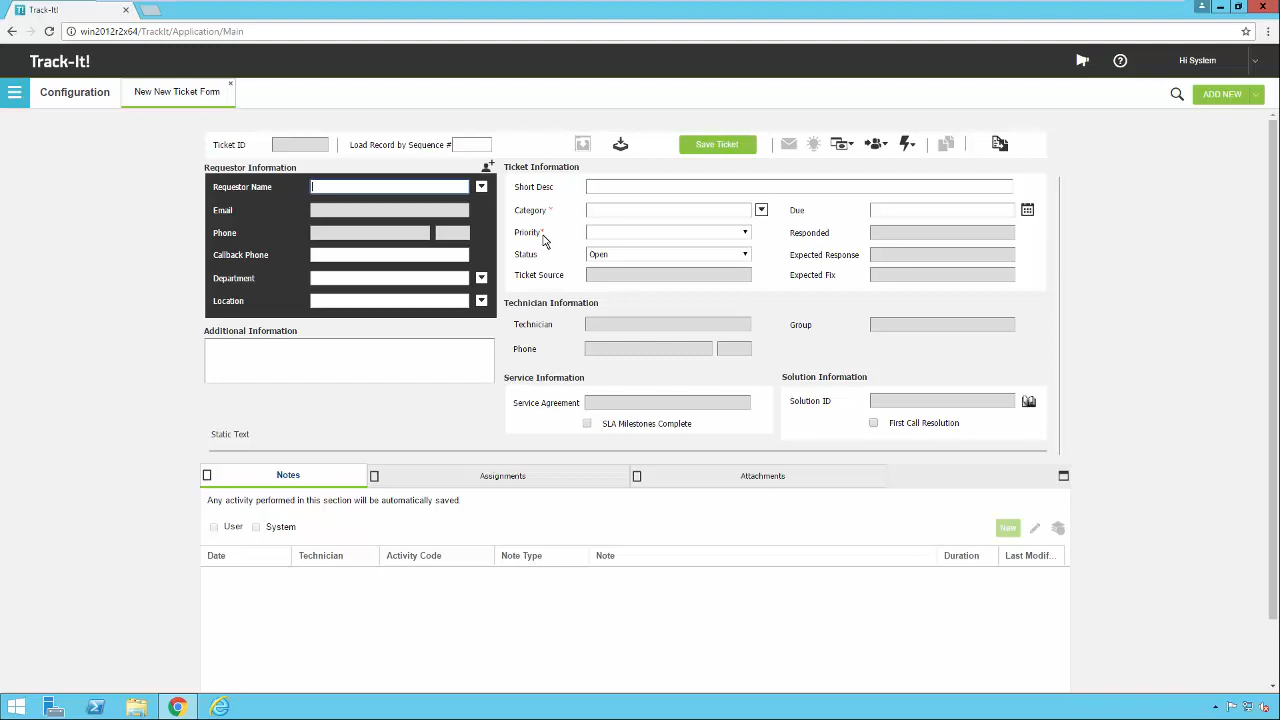 Track-It!
win2012r2x64/TrackIt/Application/Main
Track-It!
Hi System
Configuration
New New Ticket Form
ADD NEW
Ticket ID
Load Record by Sequence #
Save Ticket
Requestor Information
Ticket Information
Requestor Name
Short Desc
Email
Category *
Due
Phone
Priority*
Responded
Callback Phone
Status
Open
Expected Response
Department
Ticket Source
Expected Fix
Location
Technician Information
Additional Information
Technician
Group
Phone
Service Information
Solution Information
Service Agreement
Solution ID
SLA Milestones Complete
First Call Resolution
Static Text
Notes
Assignments
Attachments
Any activity performed in this section will be automatically saved.
User
System
New
Date
Technician
Activity Code
Note Type
Note
Duration
Last Modif...